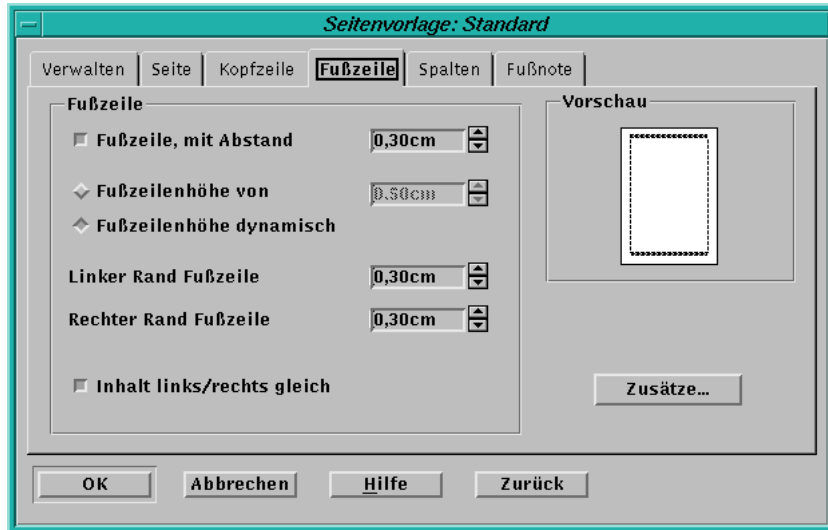 Seitenvorlage: Standard
Verwalten Seite Kopfzeile Fußzeile Spalten Fußnote
Fußzeile
Vorschau
Fußzeile, mit Abstand 0,30cm
Fußzeilenhöhe von 0.50cm
Fußzeilenhöhe dynamisch
Linker Rand Fußzeile 0,30cm
Rechter Rand Fußzeile 0,30cm
Inhalt links/rechts gleich
Zusätze...
OK Abbrechen Hilfe Zurück